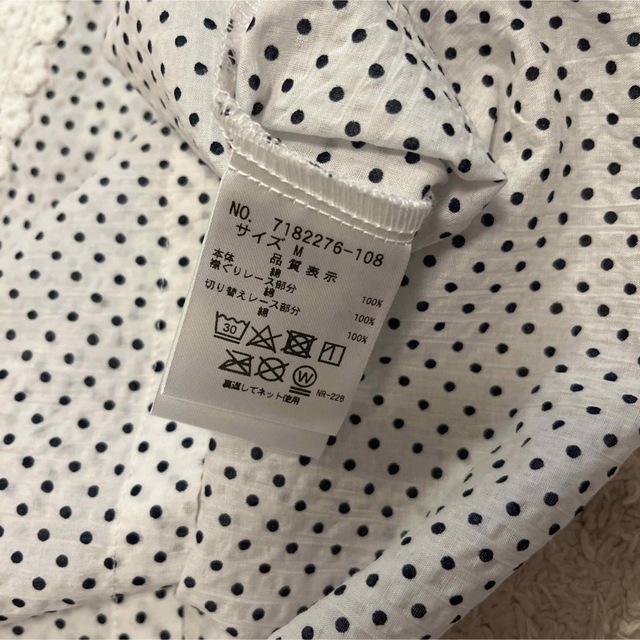 NO. 7182276-108
サイズ M
品質表示
本体
綿 100%
襟ぐりレース部分
綿 100%
切り替えレース部分
綿 100%
30
W
裏返してネット使用 NR-228